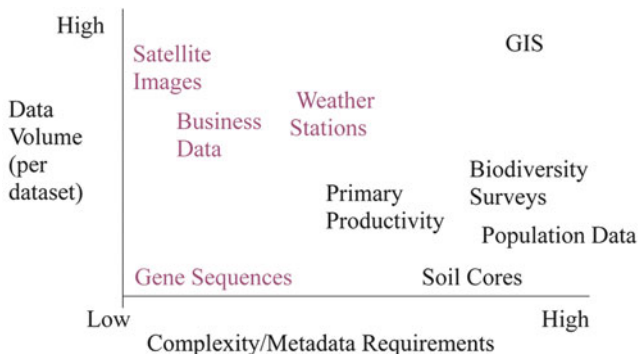 High
GIS
Satellite
Images
Data
Volume
(per
dataset)
Weather
Stations
Business
Data
Biodiversity
Surveys
Primary
Productivity
Population Data
Gene Sequences
Soil Cores
Low
High
Complexity/Metadata Requirements